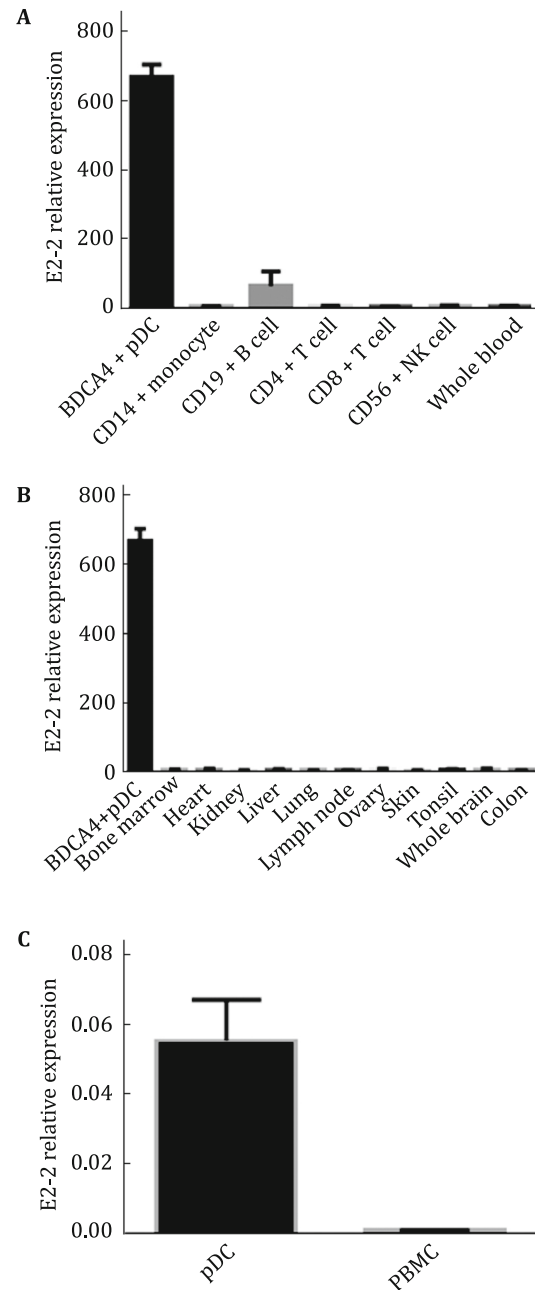 A
E2-2 relative expression
800
600
400
200
0
BDCA4 + pDC
CD14 + monocyte
CD19 + B cell
CD4 + T cell
CD8 + T cell
CD56 + NK cell
Whole blood
B
E2-2 relative expression
800
600
400
200
0
BDCA4+pDC
Bone marrow
Heart
Kidney
Liver
Lung
Lymph node
Ovary
Skin
Tonsil
Whole brain
Colon
C
E2-2 relative expression
0.08
0.06
0.04
0.02
0.00
pDC
PBMC